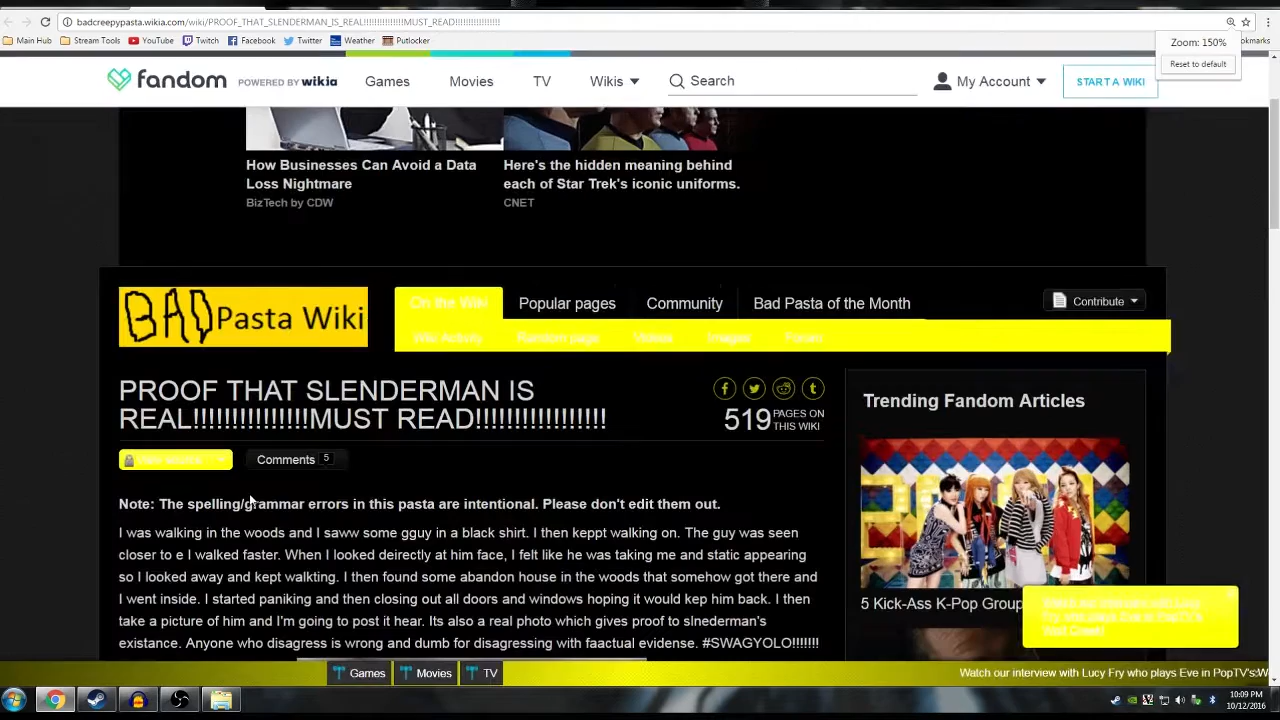 badcreepypasta.wikia.com/wiki/PROOF_THAT_SLENDERMAN_IS_REAL!!!!!!!!!!!!!!!MUST_READ!!!!!!!!!!!!!!!!!
Main Hub Stream Tools YouTube Twitch Facebook Twitter Weather Putlocker
Zoom: 150%
Reset to default
fandom POWERED BY wikia Games Movies TV Wikis Search My Account START A WIKI
How Businesses Can Avoid a Data
Loss Nightmare
BizTech by CDW
Here's the hidden meaning behind
each of Star Trek's iconic uniforms.
CNET
BAD Pasta Wiki
On the Wiki Popular pages Community Bad Pasta of the Month Contribute
Wiki Activity Random page Videos Images Forum
PROOF THAT SLENDERMAN IS
REAL!!!!!!!!!!!!!!!MUST READ!!!!!!!!!!!!!!!!!
519 PAGES ON
THIS WIKI
Comments 5
Trending Fandom Articles
Note: The spelling/grammar errors in this pasta are intentional. Please don't edit them out.
I was walking in the woods and I saww some gguy in a black shirt. I then keppt walking on. The guy was seen
closer to e I walked faster. When I looked deirectly at him face, I felt like he was taking me and static appearing
so I looked away and kept walkting. I then found some abandon house in the woods that somehow got there and
I went inside. I started paniking and then closing out all doors and windows hoping it would kep him back. I then
take a picture of him and I'm going to post it hear. Its also a real photo which gives proof to slnederman's
existance. Anyone who disagress is wrong and dumb for disagressing with faactual evidense. #SWAGYOLO!!!!!!!
5 Kick-Ass K-Pop Group
Games Movies TV
Watch our interview with Lucy Fry who plays Eve in PopTV's
10:09 PM
10/12/2016